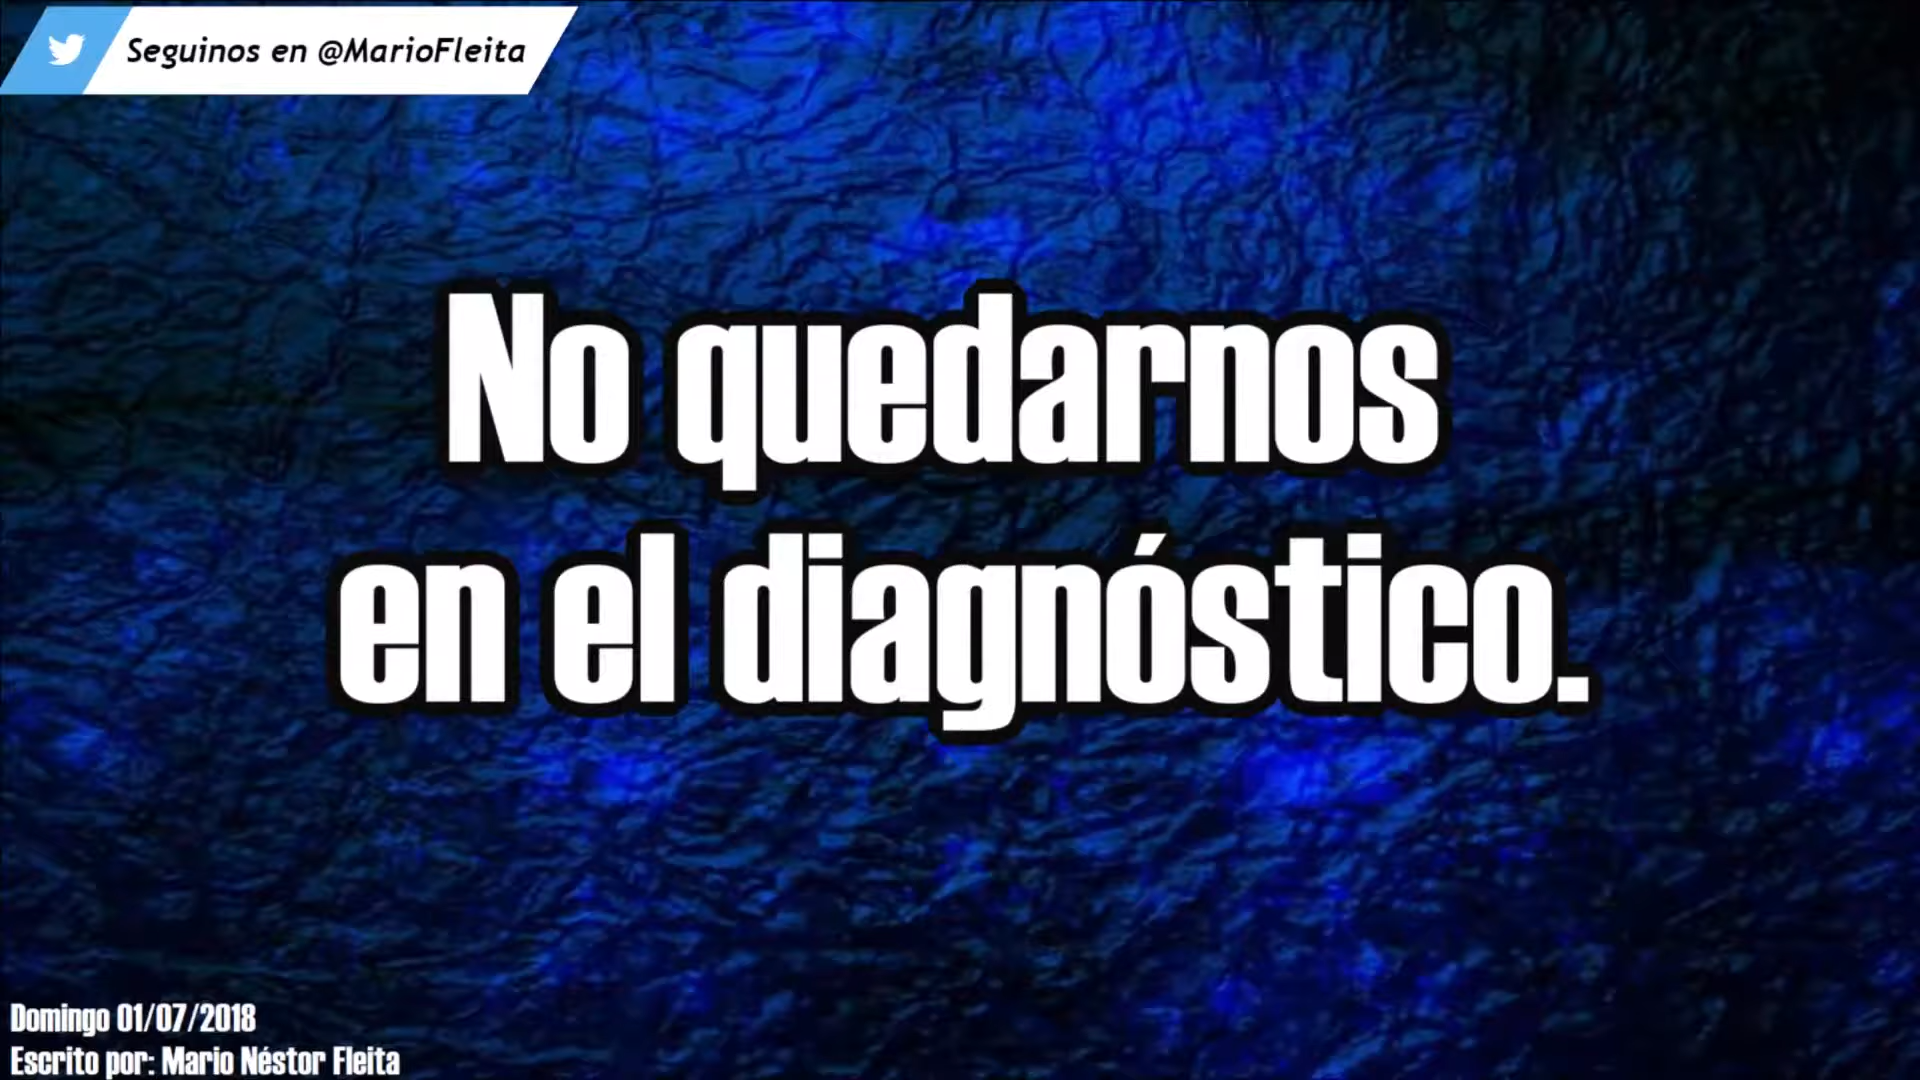 Seguinos en @MarioFleita
No quedarnos
en el diagnóstico.
Domingo 01/07/2018
Escrito por: Mario Néstor Fleita